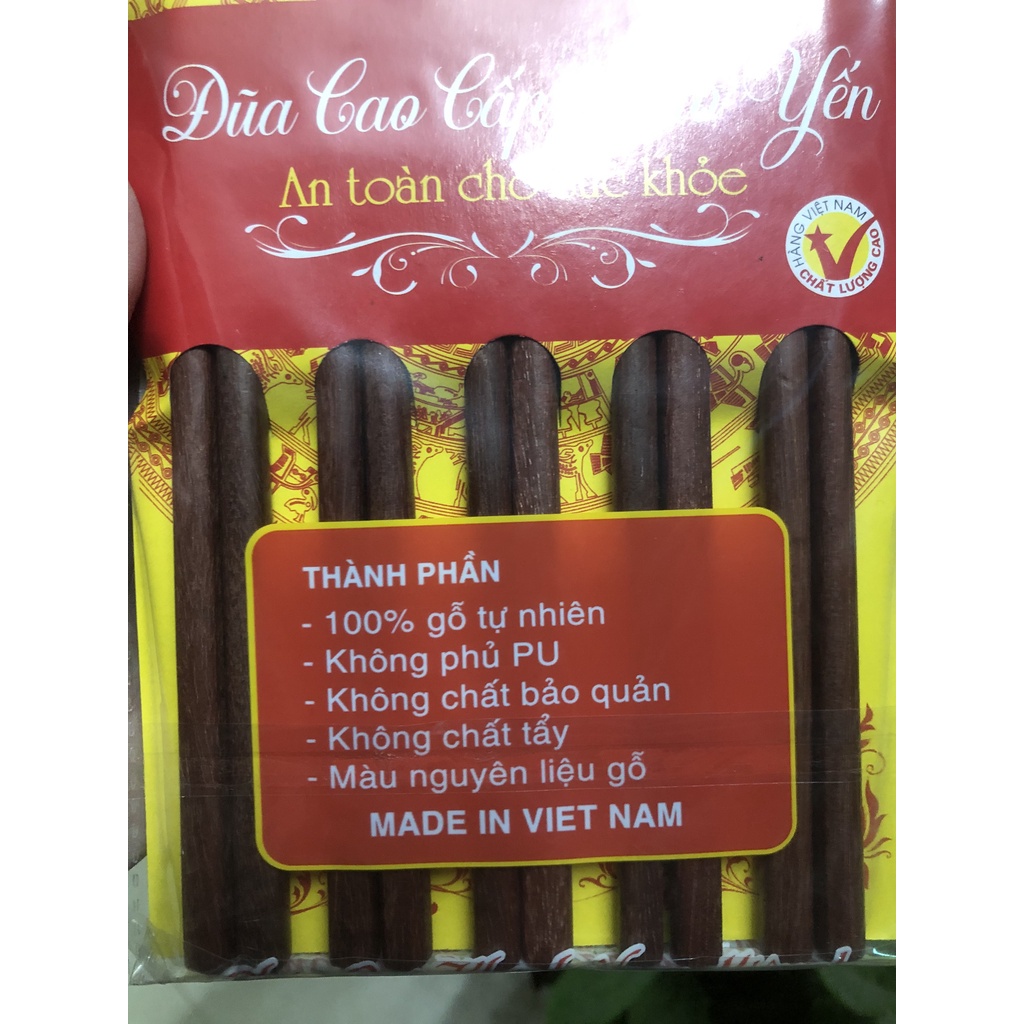 Đũa Cao Cấp Yến
An toàn cho sức khỏe
HÀNG VIỆT NAM
CHẤT LƯỢNG CAO
THÀNH PHẦN
- 100% gỗ tự nhiên
- Không phủ PU
- Không chất bảo quản
- Không chất tẩy
- Màu nguyên liệu gỗ
MADE IN VIET NAM